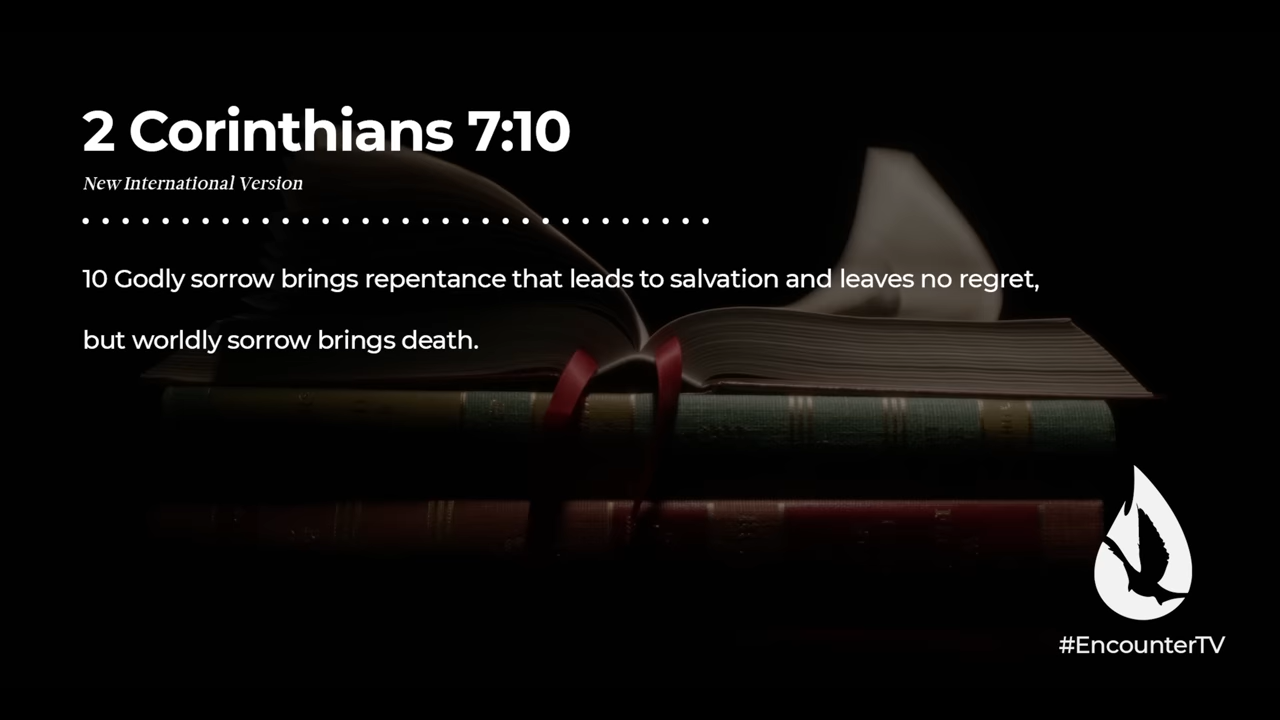 2 Corinthians 7:10
New International Version
10 Godly sorrow brings repentance that leads to salvation and leaves no regret,
but worldly sorrow brings death.
#EncounterTV